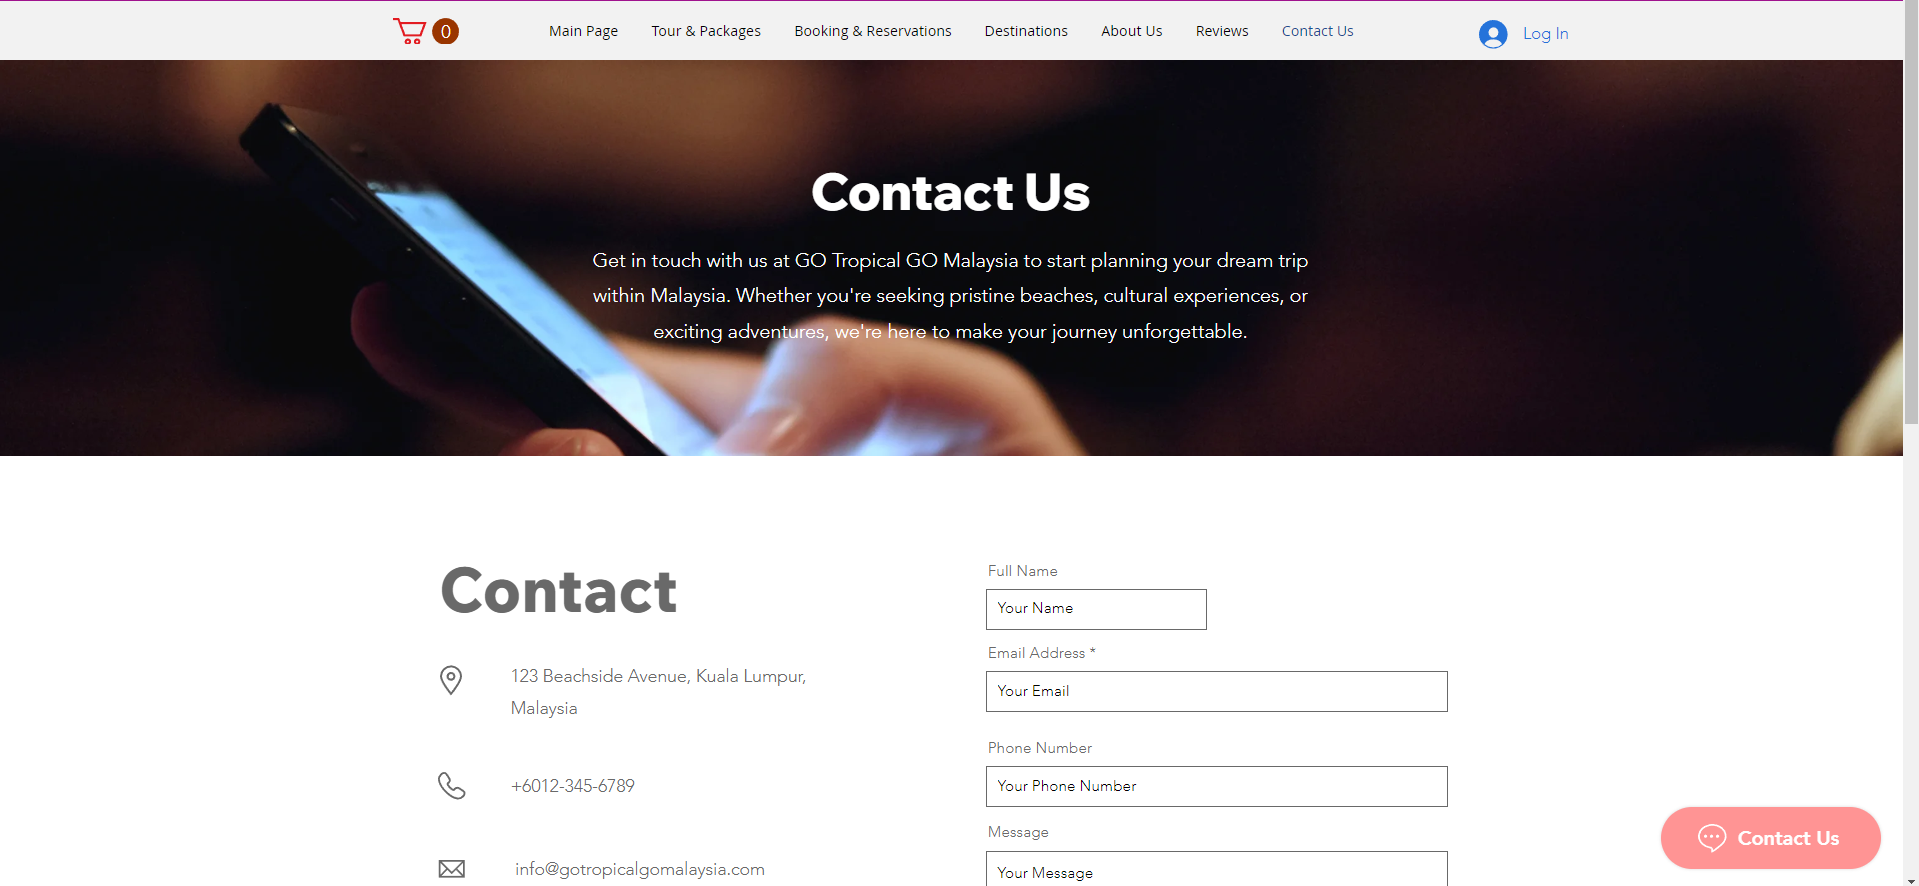 0
Main Page
Tour & Packages
Booking & Reservations
Destinations
About Us
Reviews
Contact Us
Log In
Contact Us
Get in touch with us at GO Tropical GO Malaysia to start planning your dream trip
within Malaysia. Whether you're seeking pristine beaches, cultural experiences, or
exciting adventures, we're here to make your journey unforgettable.
Contact
123 Beachside Avenue, Kuala Lumpur,
Malaysia
+6012-345-6789
info@gotropicalgomalaysia.com
Full Name
Your Name
Email Address *
Your Email
Phone Number
Your Phone Number
Message
Your Message
Contact Us